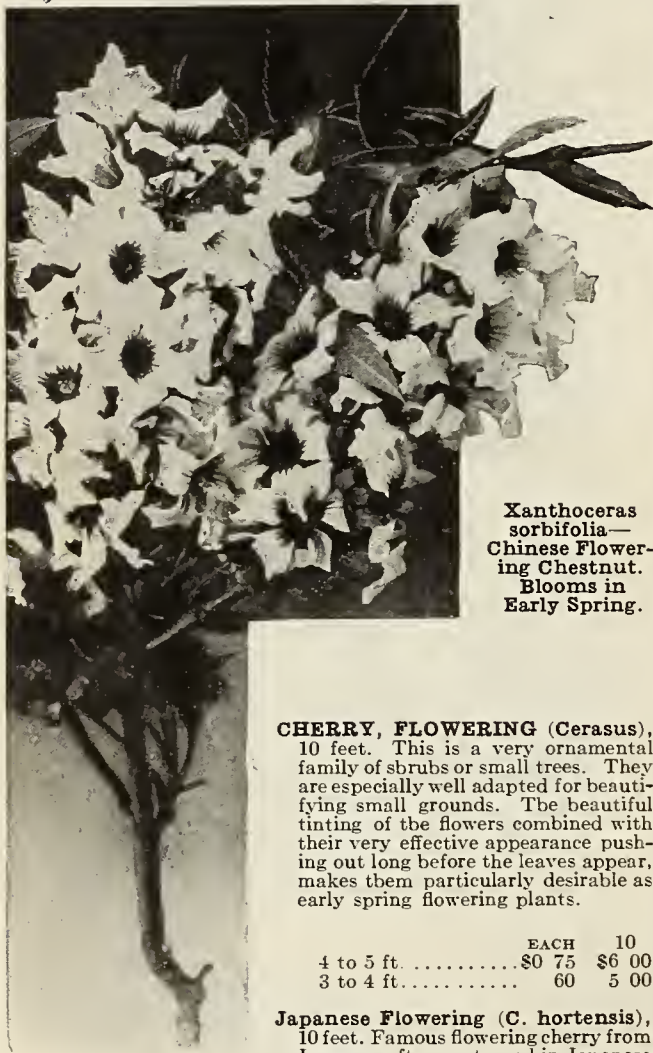 Xanthoceras
sorbifolia—
Chinese Flower-
ing Chestnut.
Blooms in
Early Spring.
CHERRY, FLOWERING (Cerasus),
10 feet. This is a very ornamental
family of sbrubs or small trees. They
are especially well adapted for beauti-
fying small grounds. Tbe beautiful
tinting of tbe flowers combined with
their very effective appearance push-
ing out long before the leaves appear,
makes tbem particularly desirable as
early spring flowering plants.
EACH 10
4 to 5 ft. . . . . . . . . . . $0 75 $6 00
3 to 4 ft. . . . . . . . . . . 60 5 00
Japanese Flowering (C. hortensis),
10 feet. Famous flowering cherry from